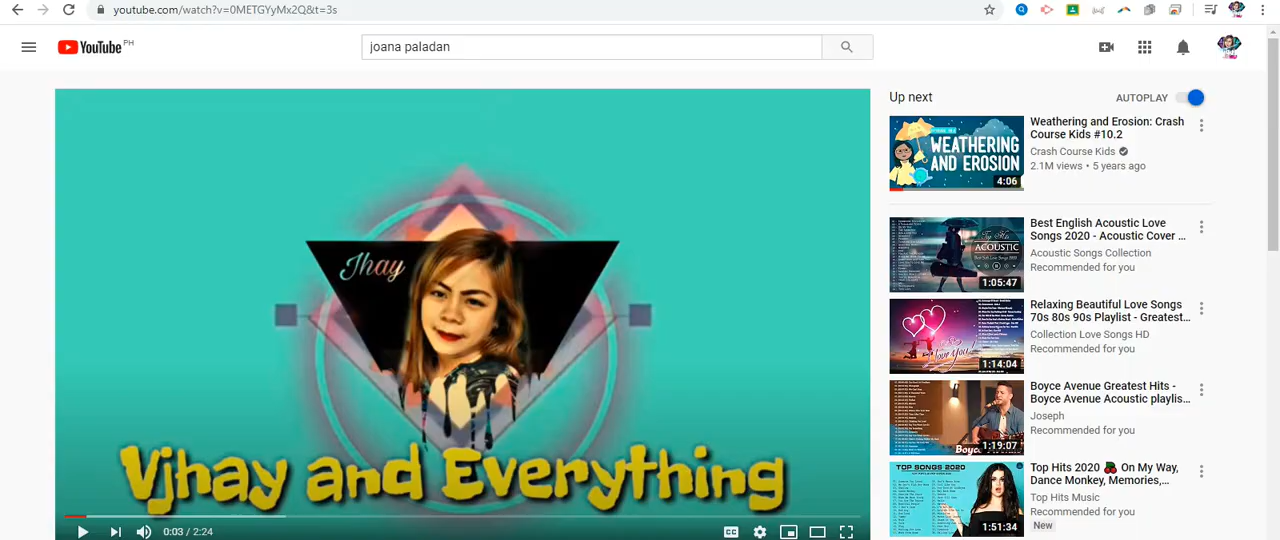 youtube.com/watch?v=0METGYyMx2Q&t=3s
YouTube PH
joana paladan
Jhay
Vjhay and Everything
0:03 / 2:24
CC
Up next
AUTOPLAY
WEATHERING
AND EROSION
4:06
Weathering and Erosion: Crash
Course Kids #10.2
Crash Course Kids
2.1M views • 5 years ago
Top Hits
ACOUSTIC
1:05:47
Best English Acoustic Love
Songs 2020 - Acoustic Cover ...
Acoustic Songs Collection
Recommended for you
love you!
1:14:04
Relaxing Beautiful Love Songs
70s 80s 90s Playlist - Greatest...
Collection Love Songs HD
Recommended for you
Boyce
1:19:07
Boyce Avenue Greatest Hits -
Boyce Avenue Acoustic playlis...
Joseph
Recommended for you
TOP SONGS 2020
1:51:34
Top Hits 2020 🍒 On My Way,
Dance Monkey, Memories,...
Top Hits Music
Recommended for you
New